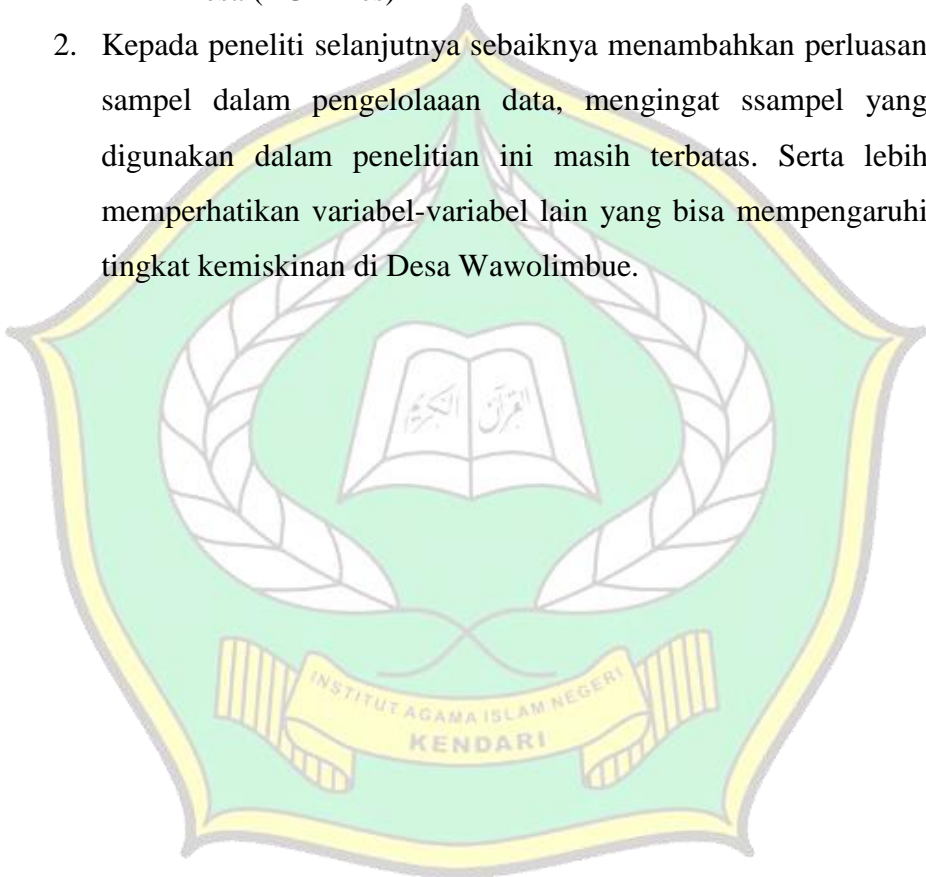 2. Kepada peneliti selanjutnya sebaiknya menambahkan perluasan
sampel dalam pengelolaaan data, mengingat ssampel yang
digunakan dalam penelitian ini masih terbatas. Serta lebih
memperhatikan variabel-variabel lain yang bisa mempengaruhi
tingkat kemiskinan di Desa Wawolimbue.
القرآن الكريم
INSTITUT AGAMA ISLAM NEGERI
KENDARI